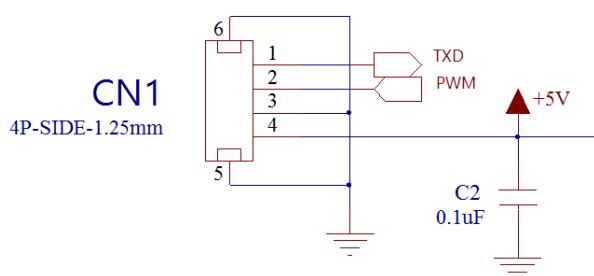 6
1
TXD
2
PWM
CN1
3
+5V
4P-SIDE-1.25mm
4
5
C2
0.1uF